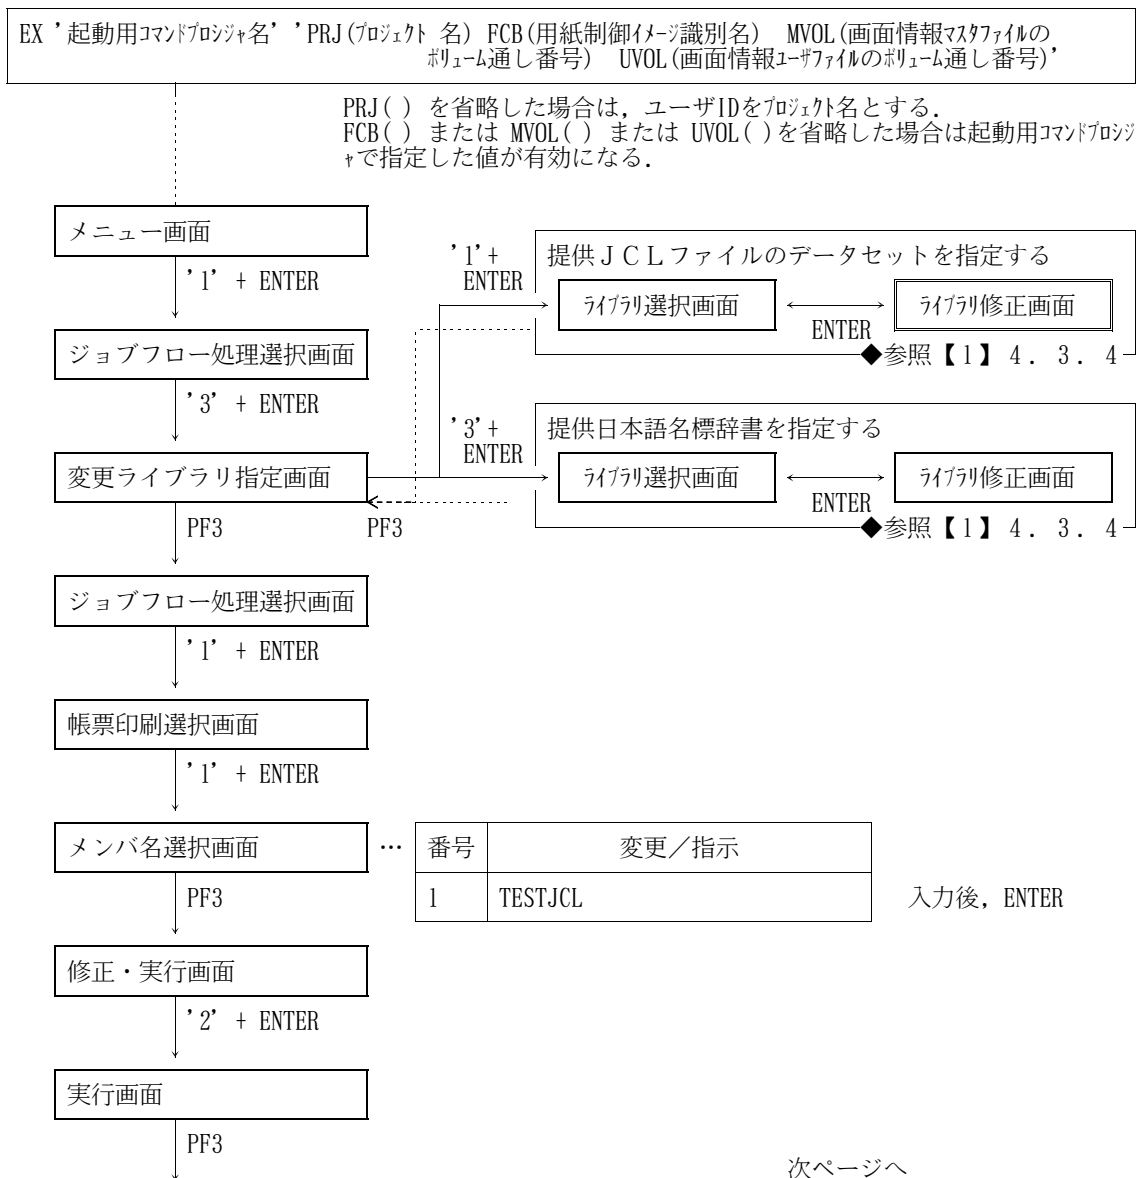 EX ’起動用ｺﾏﾝﾄﾞﾌﾟﾛｼｼﾞｬ名’ ’PRJ(ﾌﾟﾛｼﾞｪｸﾄ 名) FCB(用紙制御ｲﾒｰｼﾞ識別名)　MVOL(画面情報ﾏｽﾀﾌｧｲﾙの
ﾎﾞﾘｭｰﾑ通し番号)　UVOL(画面情報ﾕｰｻﾞﾌｧｲﾙのﾎﾞﾘｭｰﾑ通し番号)’
PRJ( ) を省略した場合は，ユーザIDをﾌﾟﾛｼﾞｪｸﾄ名とする．
FCB( ) または MVOL( ) または UVOL( )を省略した場合は起動用ｺﾏﾝﾄﾞﾌﾟﾛｼｼﾞ
ｬで指定した値が有効になる．
メニュー画面
’1’ + ENTER
ジョブフロー処理選択画面
’3’ + ENTER
変更ライブラリ指定画面
’1’+
ENTER
提供ＪＣＬファイルのデータセットを指定する
ﾗｲﾌﾞﾗﾘ選択画面
ENTER
ﾗｲﾌﾞﾗﾘ修正画面
◆参照【1】４．３．４
’3’+
ENTER
提供日本語名標辞書を指定する
ﾗｲﾌﾞﾗﾘ選択画面
ENTER
ﾗｲﾌﾞﾗﾘ修正画面
◆参照【1】４．３．４
PF3
PF3
ジョブフロー処理選択画面
’1’ + ENTER
帳票印刷選択画面
’1’ + ENTER
メンバ名選択画面
…
番号 変更／指示
1 TESTJCL
入力後，ENTER
PF3
修正・実行画面
’2’ + ENTER
実行画面
PF3
次ページへ